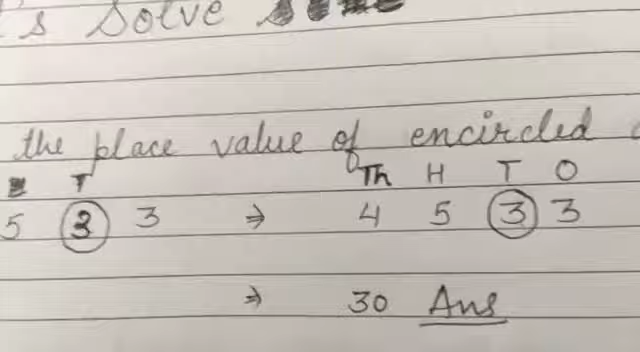 's Solve
the place value of encircled
T Th H T O
5 3 3 ⇒ 4 5 3 3
⇒ 30 Ans